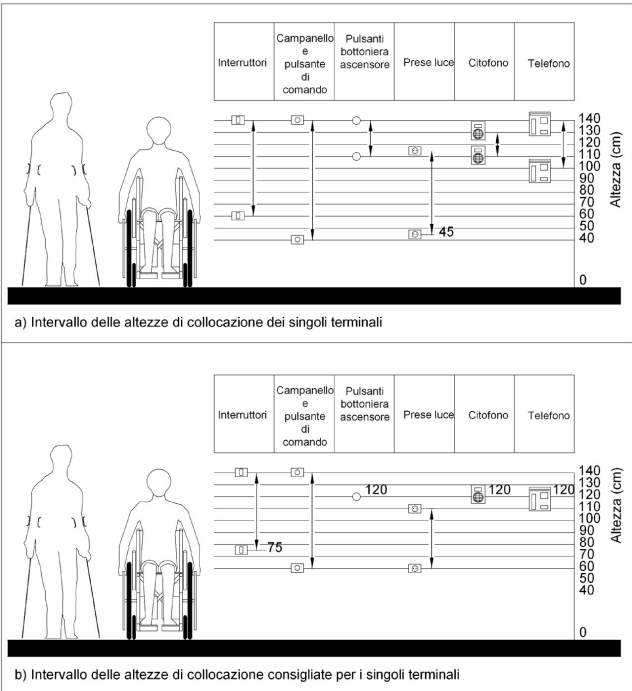 Interruttori
Campanello
e
pulsante
di
comando
Pulsanti
bottoniera
ascensore
Prese luce
Citofono
Telefono
140
130
120
110
100
90
80
70
60
50
40
0
Altezza (cm)
45
a) Intervallo delle altezze di collocazione dei singoli terminali
Interruttori
Campanello
e
pulsante
di
comando
Pulsanti
bottoniera
ascensore
Prese luce
Citofono
Telefono
120
120
120
75
140
130
120
110
100
90
80
70
60
50
40
0
Altezza (cm)
b) Intervallo delle altezze di collocazione consigliate per i singoli terminali